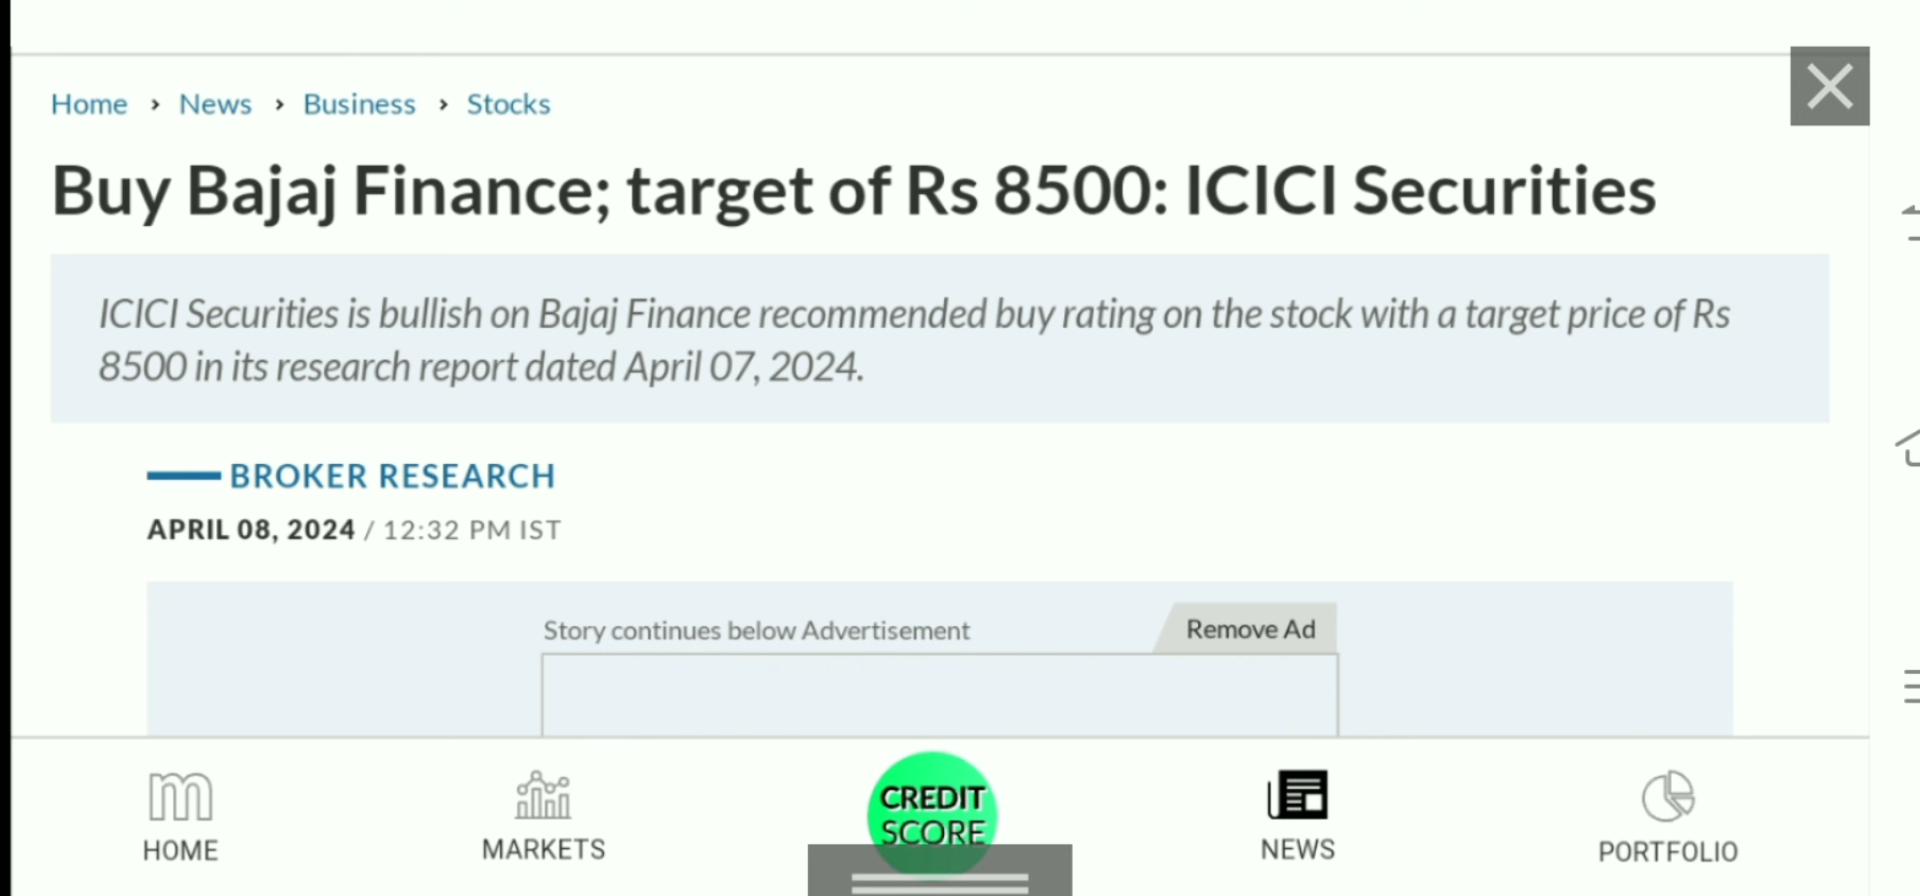 Home › News › Business › Stocks
Buy Bajaj Finance; target of Rs 8500: ICICI Securities
ICICI Securities is bullish on Bajaj Finance recommended buy rating on the stock with a target price of Rs
8500 in its research report dated April 07, 2024.
BROKER RESEARCH
APRIL 08, 2024 / 12:32 PM IST
Story continues below Advertisement
Remove Ad
HOME
MARKETS
CREDIT
SCORE
NEWS
PORTFOLIO